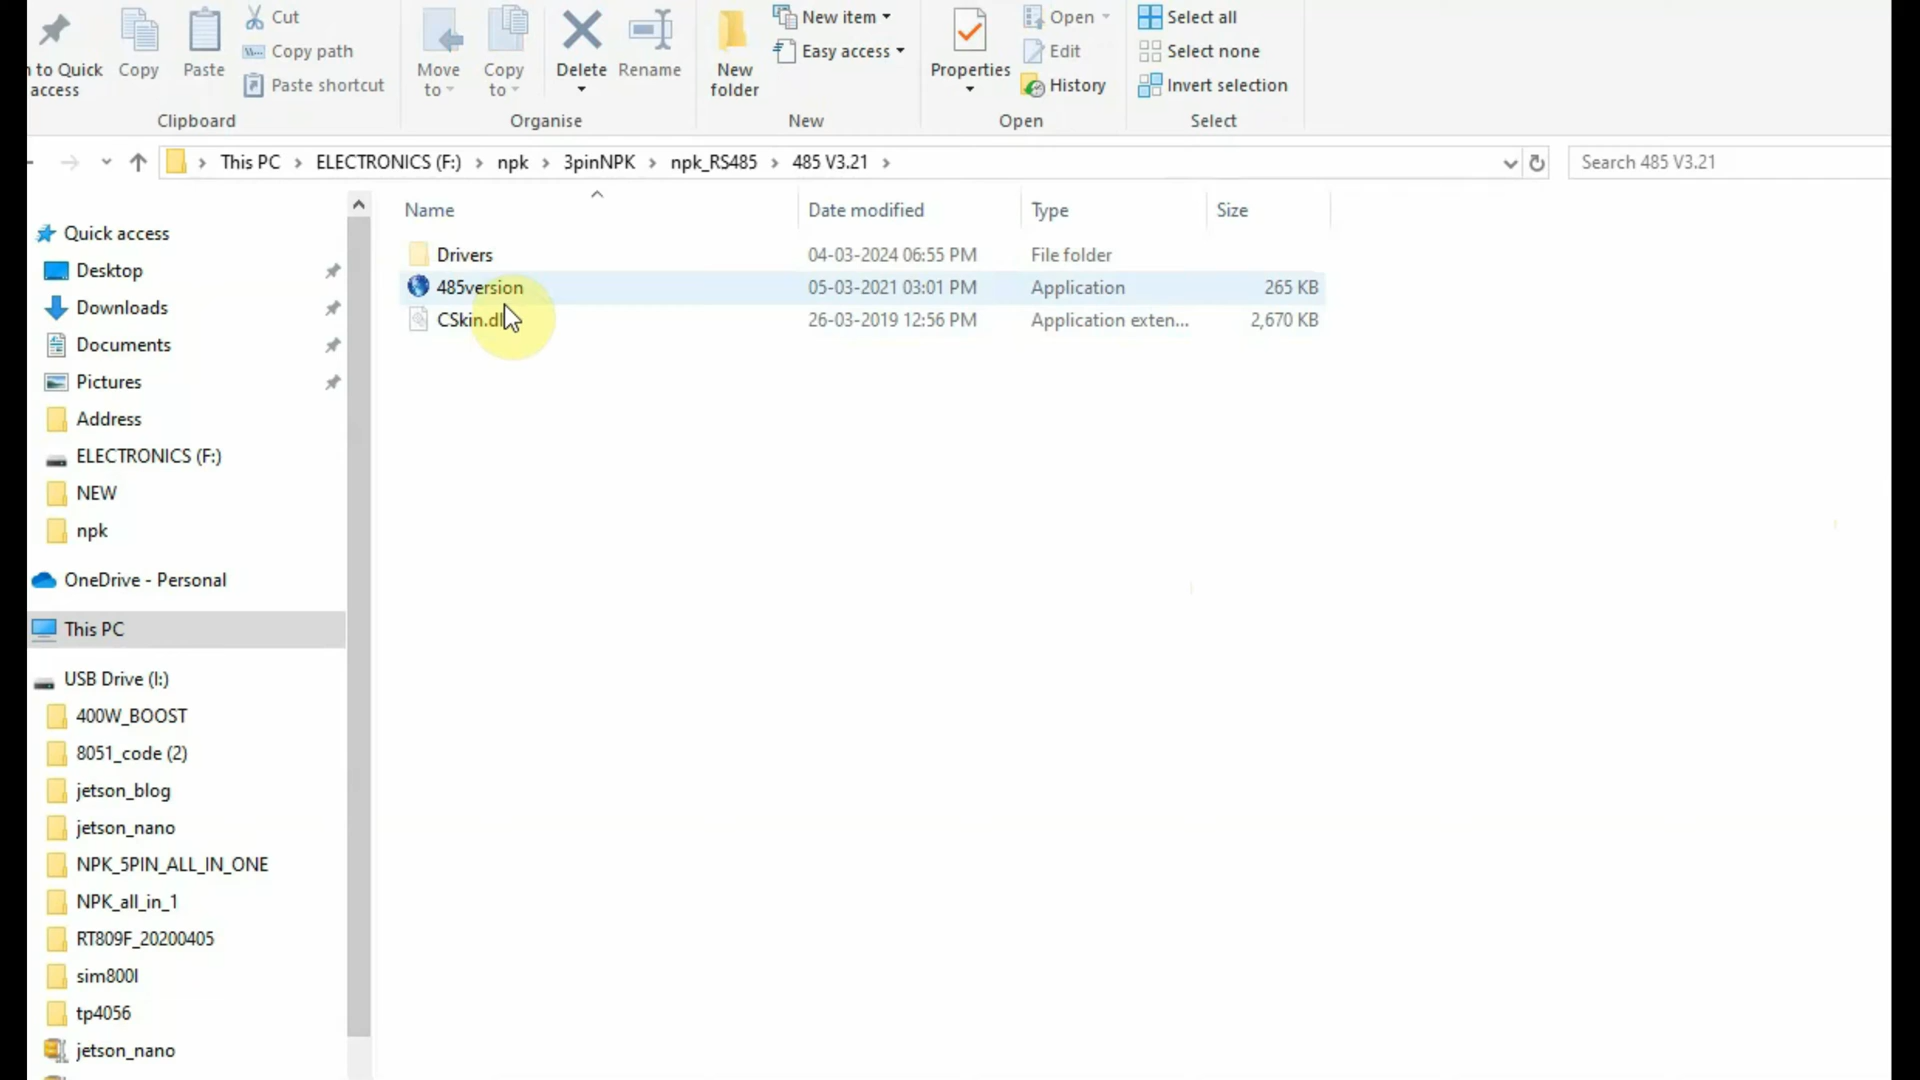 Cut
Copy path
Paste shortcut
to Quick
access
Copy
Paste
Clipboard
Move
to
Copy
to
Delete
Rename
Organise
New
folder
New item
Easy access
New
Properties
Open
Edit
History
Open
Select all
Select none
Invert selection
Select
This PC > ELECTRONICS (F:) > npk > 3pinNPK > npk_RS485 > 485 V3.21 >
Search 485 V3.21
Name Date modified Type Size
Drivers 04-03-2024 06:55 PM File folder
485version 05-03-2021 03:01 PM Application 265 KB
CSkin.dl 26-03-2019 12:56 PM Application exten... 2,670 KB
Quick access
Desktop
Downloads
Documents
Pictures
Address
ELECTRONICS (F:)
NEW
npk
OneDrive - Personal
This PC
USB Drive (I:)
400W_BOOST
8051_code (2)
jetson_blog
jetson_nano
NPK_5PIN_ALL_IN_ONE
NPK_all_in_1
RT809F_20200405
sim800l
tp4056
jetson_nano